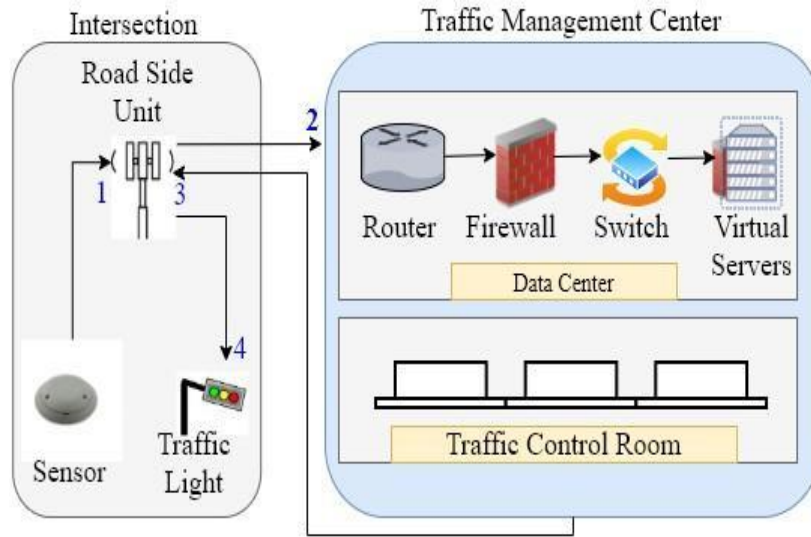 Intersection
Traffic Management Center
Road Side
Unit
1
3
2
4
Router
Firewall
Switch
Virtual
Servers
Data Center
Sensor
Traffic
Light
Traffic Control Room